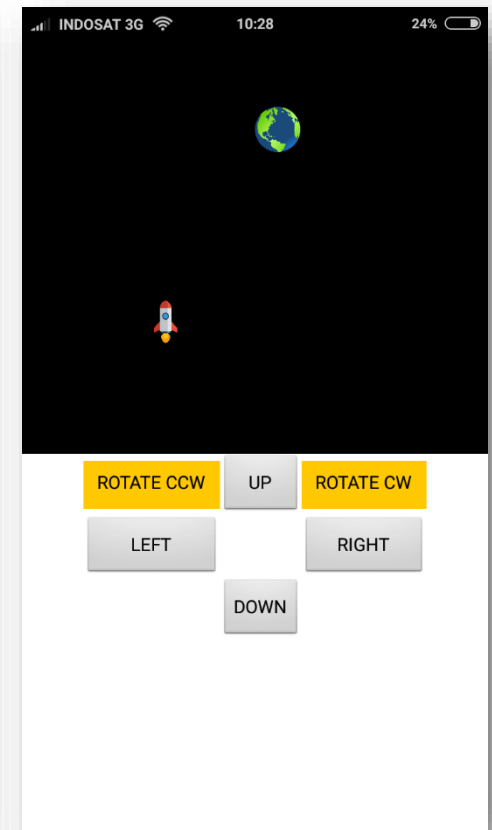 INDOSAT 3G 10:28 24%
ROTATE CCW UP ROTATE CW
LEFT RIGHT
DOWN